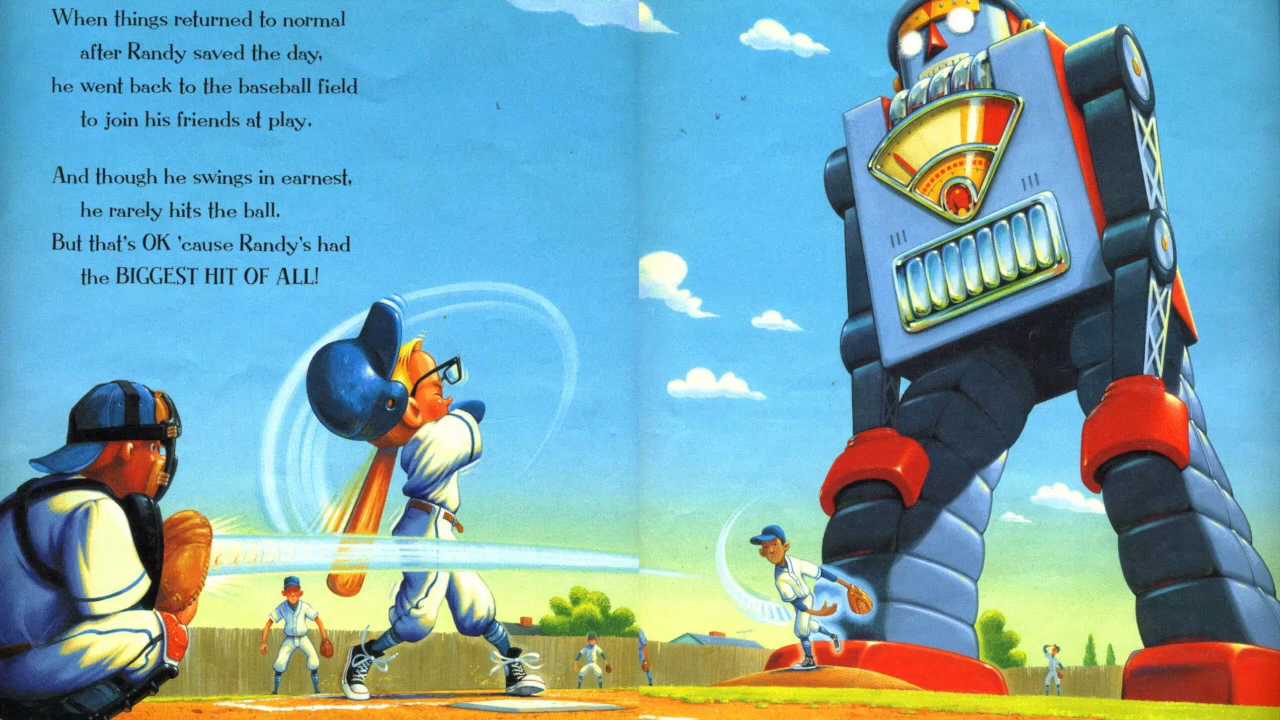 When things returned to normal
after Randy saved the day,
he went back to the baseball field
to join his friends at play.
And though he swings in earnest,
he rarely hits the ball.
But that's OK 'cause Randy's had
the BIGGEST HIT OF ALL!